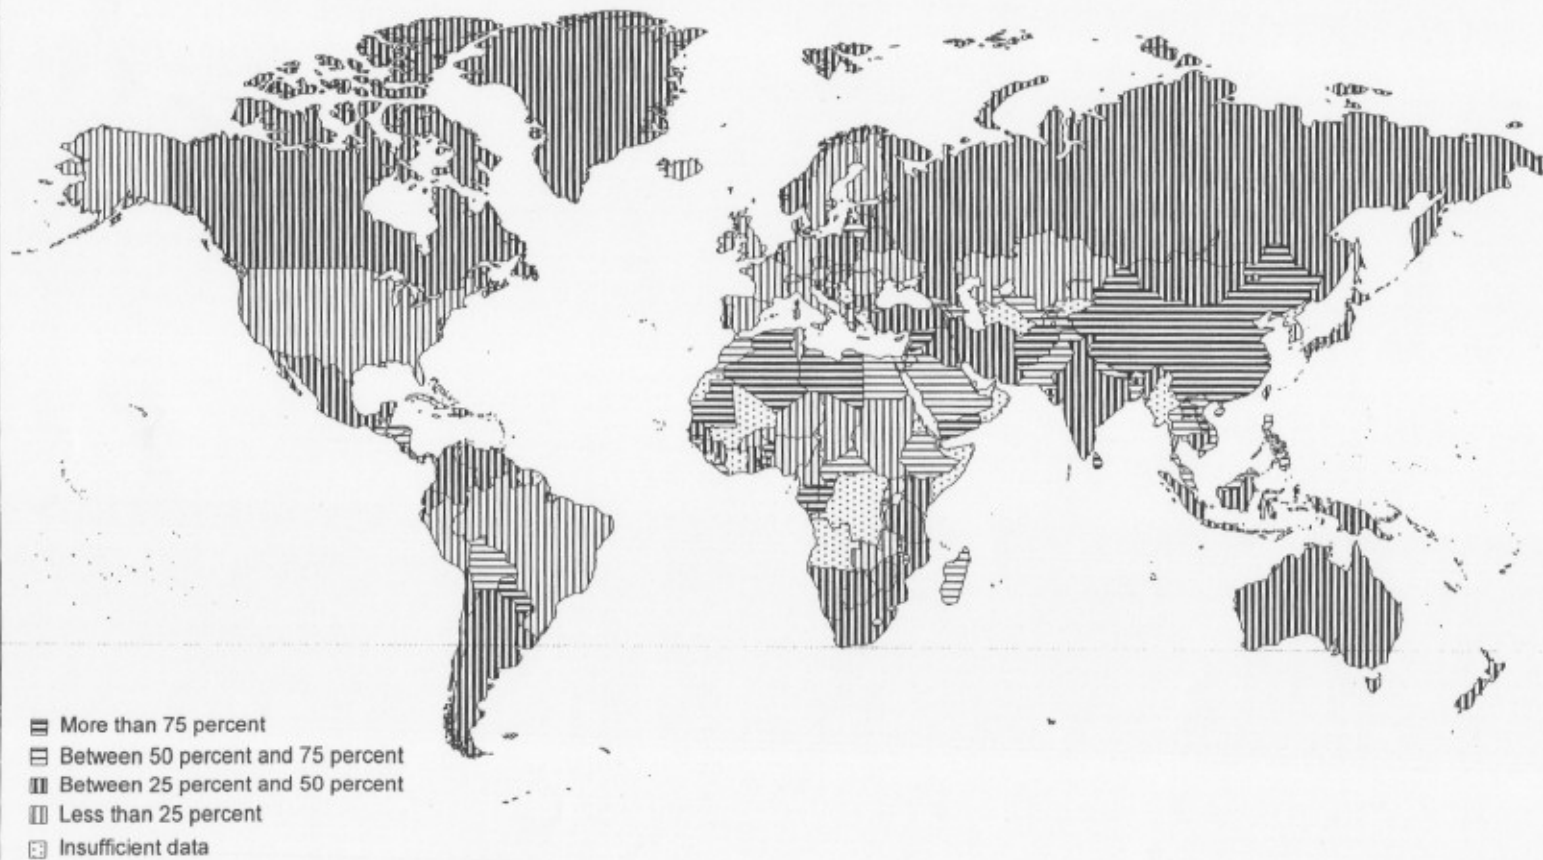 More than 75 percent
Between 50 percent and 75 percent
Between 25 percent and 50 percent
Less than 25 percent
Insufficient data